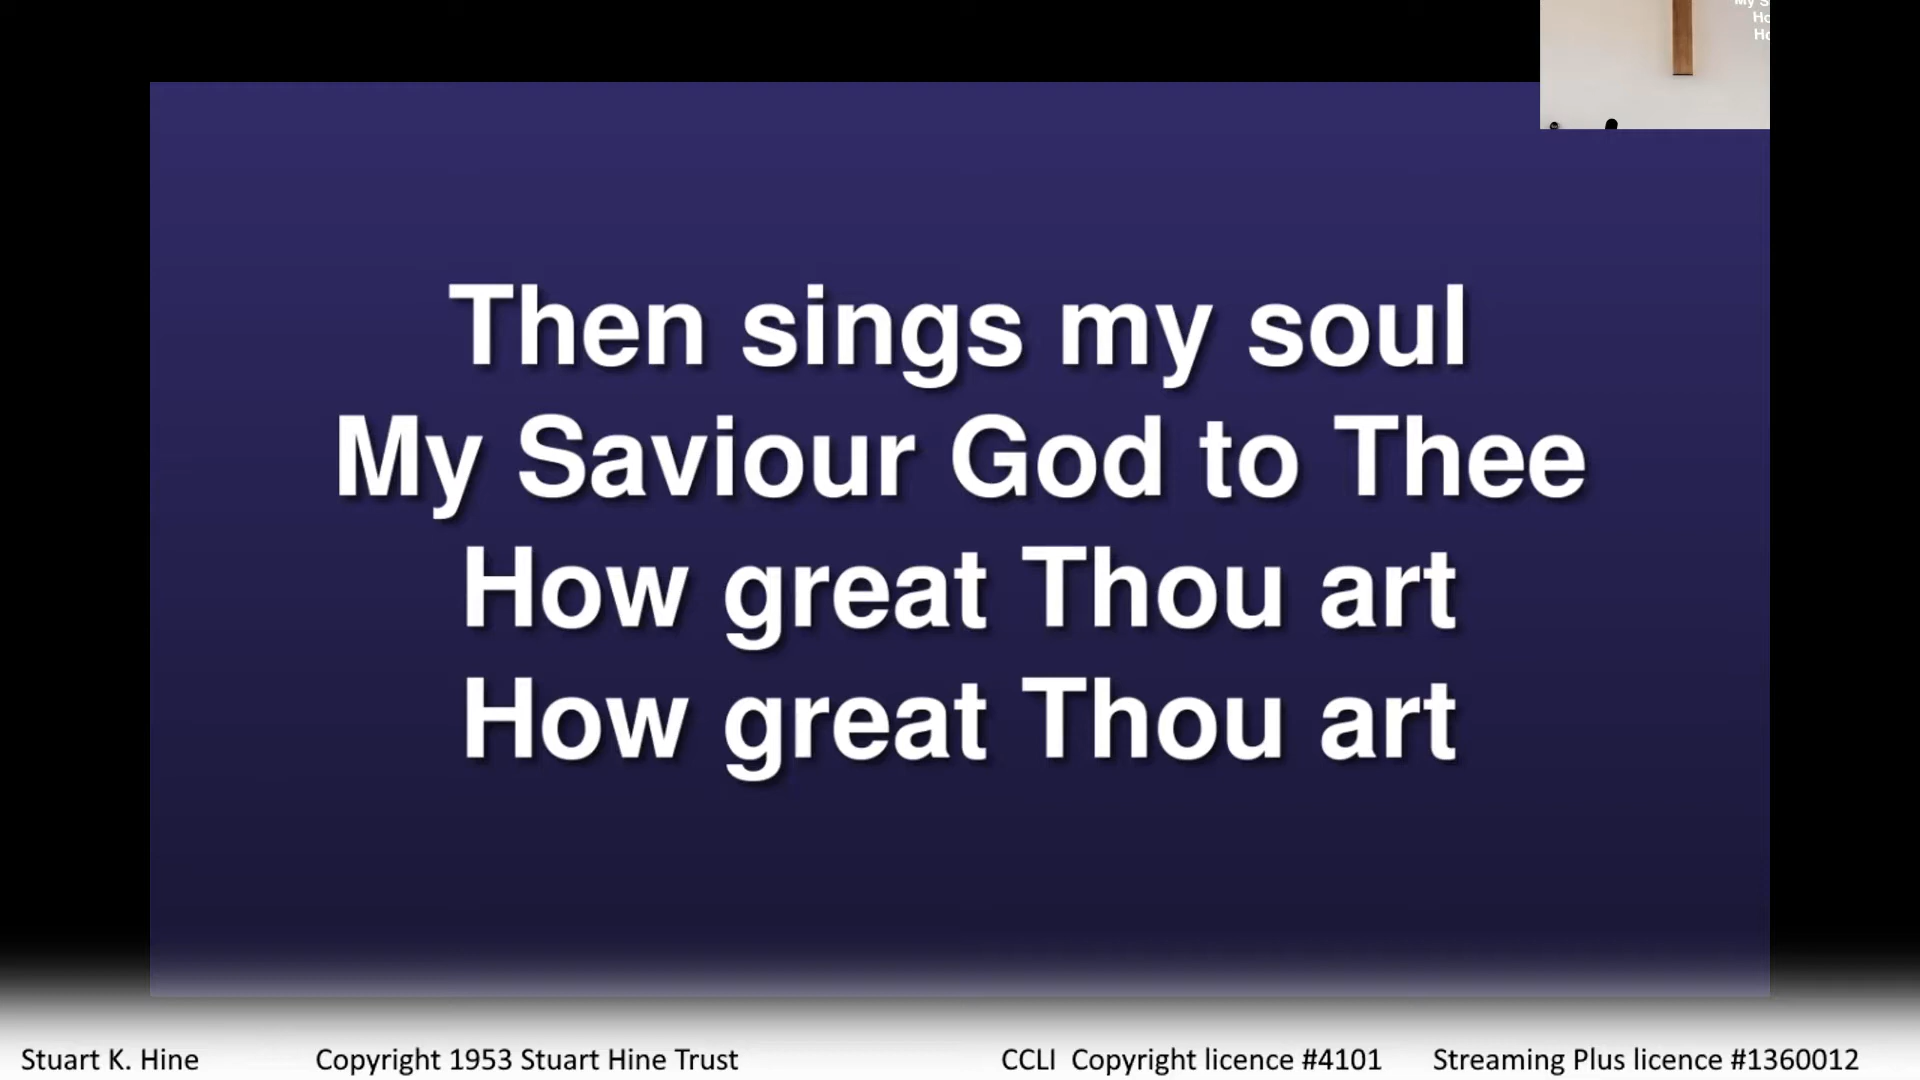 Then sings my soul
My Saviour God to Thee
How great Thou art
How great Thou art
Stuart K. Hine Copyright 1953 Stuart Hine Trust CCLI Copyright licence #4101 Streaming Plus licence #1360012